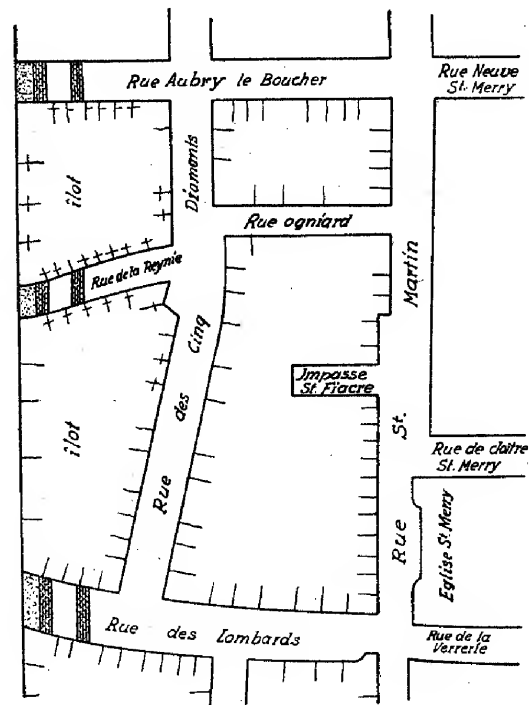 Rue Aubry le Boucher
Rue Neuve
St. Merry
îlot
Diamants
Rue ogniard
Rue de la Reynie
Martin
Cinq
Impasse
St. Fiacre
des
îlot
St.
Rue de cloître
St. Merry
Rue
Rue
Eglise St. Merry
Rue des Lombards
Rue de la
Verrerie